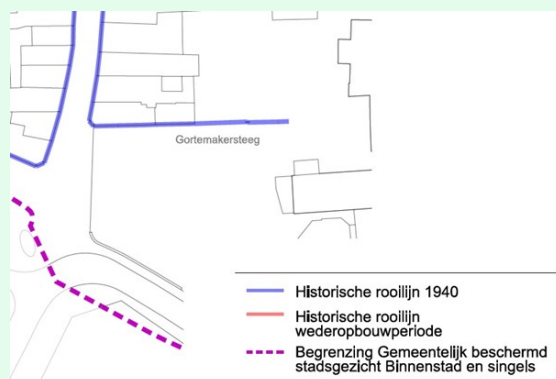 Gortemakersteeg
Historische rooilijn 1940
Historische rooilijn
wederopbouwperiode
Begrenzing Gemeentelijk beschermd
stadsgezicht Binnenstad en singels